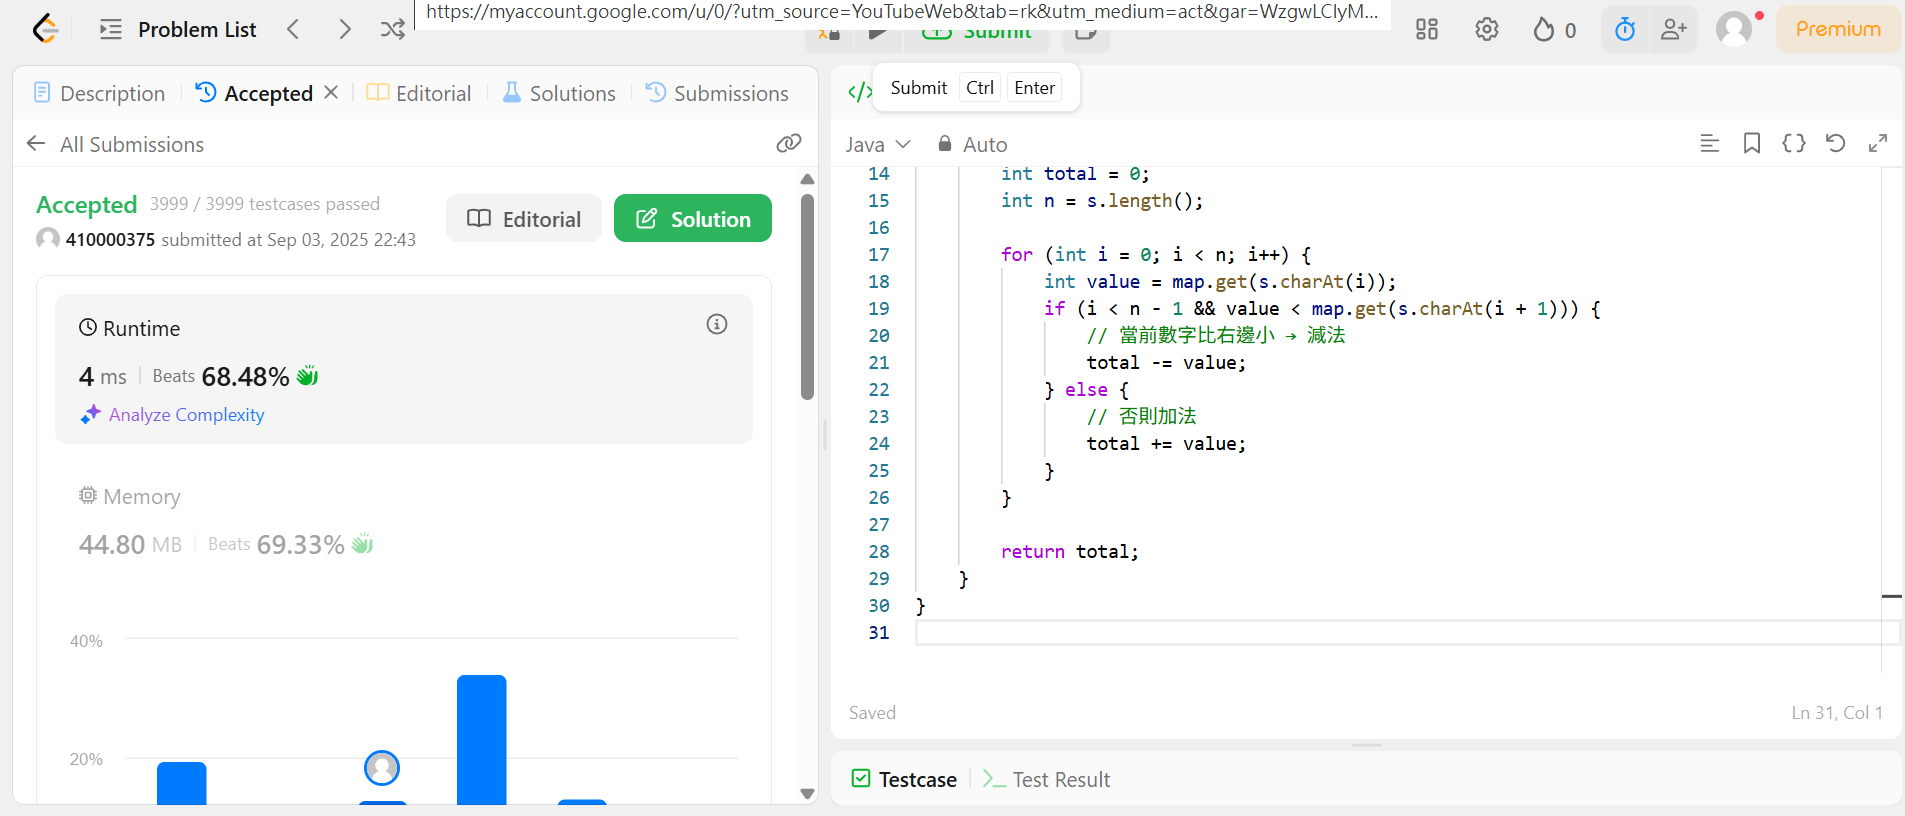 https://myaccount.google.com/u/0/?utm_source=YouTubeWeb&tab=rk&utm_medium=act&gar=WzgwLClyM...
Problem List
Submit
0
Premium
Description
Accepted
Editorial
Solutions
Submissions
</>
Submit Ctrl Enter
All Submissions
Java
Auto
Accepted 3999 / 3999 testcases passed
410000375 submitted at Sep 03, 2025 22:43
Editorial
Solution
Runtime
4 ms
Beats 68.48%
Analyze Complexity
Memory
44.80 MB
Beats 69.33%
40%
20%
14 int total = 0;
15 int n = s.length();
16
17 for (int i = 0; i < n; i++) {
18 int value = map.get(s.charAt(i));
19 if (i < n - 1 && value < map.get(s.charAt(i + 1))) {
20 // 當前數字比右邊小 → 減法
21 total -= value;
22 } else {
23 // 否則加法
24 total += value;
25 }
26 }
27
28 return total;
29 }
30 }
31
Saved
Ln 31, Col 1
Testcase
Test Result